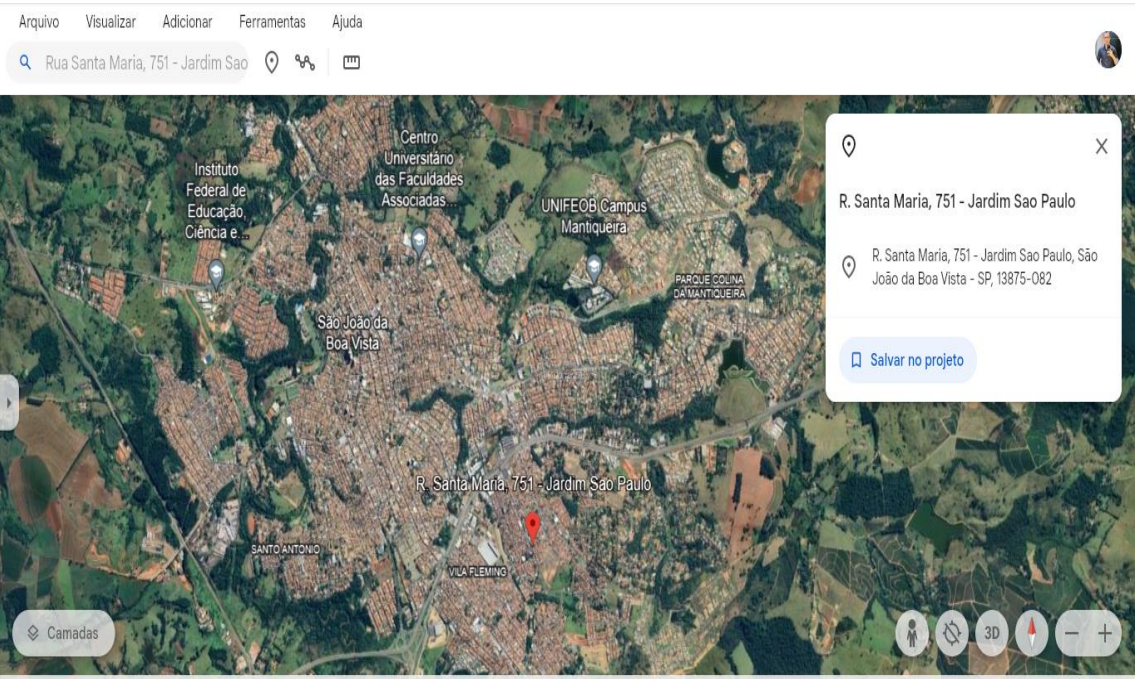 Arquivo Visualizar Adicionar Ferramentas Ajuda
Rua Santa Maria, 751 - Jardim Sao
Centro
Universitário
das Faculdades
Associadas...
Instituto
Federal de
Educação,
Ciência e...
UNIFEOB Campus
Mantiqueira
PARQUE COLINA
DA MANTIQUEIRA
São João da
Boa Vista
R. Santa Maria, 751 - Jardim Sao Paulo
SANTO ANTONIO
VILA FLEMING
R. Santa Maria, 751 - Jardim Sao Paulo
R. Santa Maria, 751 - Jardim Sao Paulo, São
João da Boa Vista - SP, 13875-082
Salvar no projeto
Camadas
3D